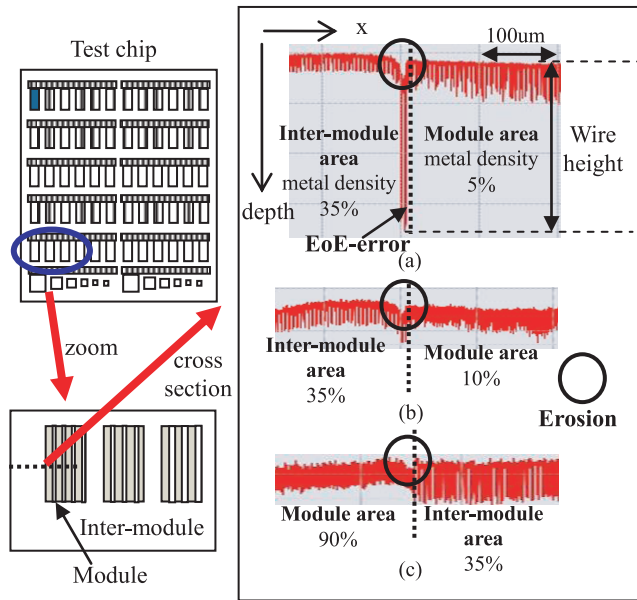 Test chip
zoom
cross
section
Inter-module
Module
x
100um
Inter-module
area
metal density
35%
Module area
metal density
5%
Wire
height
depth
EoE-error
(a)
Inter-module
area
35%
Module area
10%
(b)
Erosion
Module area
90%
Inter-module
area
35%
(c)